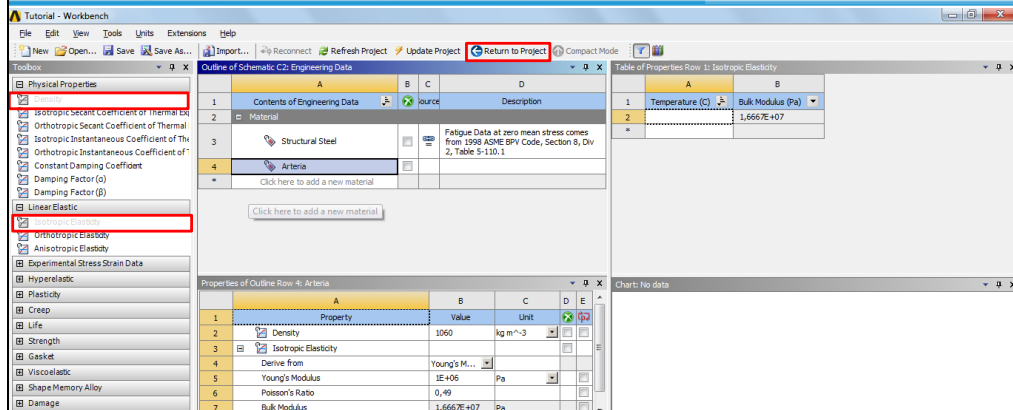 Tutorial - Workbench
File Edit View Tools Units Extensions Help
New Open... Save Save As... Import... Reconnect Refresh Project Update Project Return to Project Compact Mode
Toolbox
Physical Properties
Density
Isotropic Secant Coefficient of Thermal Ex
Orthotropic Secant Coefficient of Thermal
Isotropic Instantaneous Coefficient of The
Orthotropic Instantaneous Coefficient of T
Constant Damping Coefficient
Damping Factor (α)
Damping Factor (β)
Linear Elastic
Isotropic Elasticity
Orthotropic Elasticity
Anisotropic Elasticity
Experimental Stress Strain Data
Hyperelastic
Plasticity
Creep
Life
Strength
Gasket
Viscoelastic
Shape Memory Alloy
Damage
Outline of Schematic C2: Engineering Data
A B C D
1 Contents of Engineering Data ource Description
2 Material
3 Structural Steel Fatigue Data at zero mean stress comes
from 1998 ASME BPV Code, Section 8, Div
2, Table 5-110.1
4 Arteria
* Click here to add a new material
Click here to add a new material
Properties of Outline Row 4: Arteria
A B C D E
1 Property Value Unit
2 Density 1060 kg m^-3
3 Isotropic Elasticity
4 Derive from Young's M...
5 Young's Modulus 1E+06 Pa
6 Poisson's Ratio 0,49
7 Bulk Modulus 1,6667E+07 Pa
Table of Properties Row 1: Isotropic Elasticity
A B
1 Temperature (C) Bulk Modulus (Pa)
2 1,6667E+07
*
Chart: No data